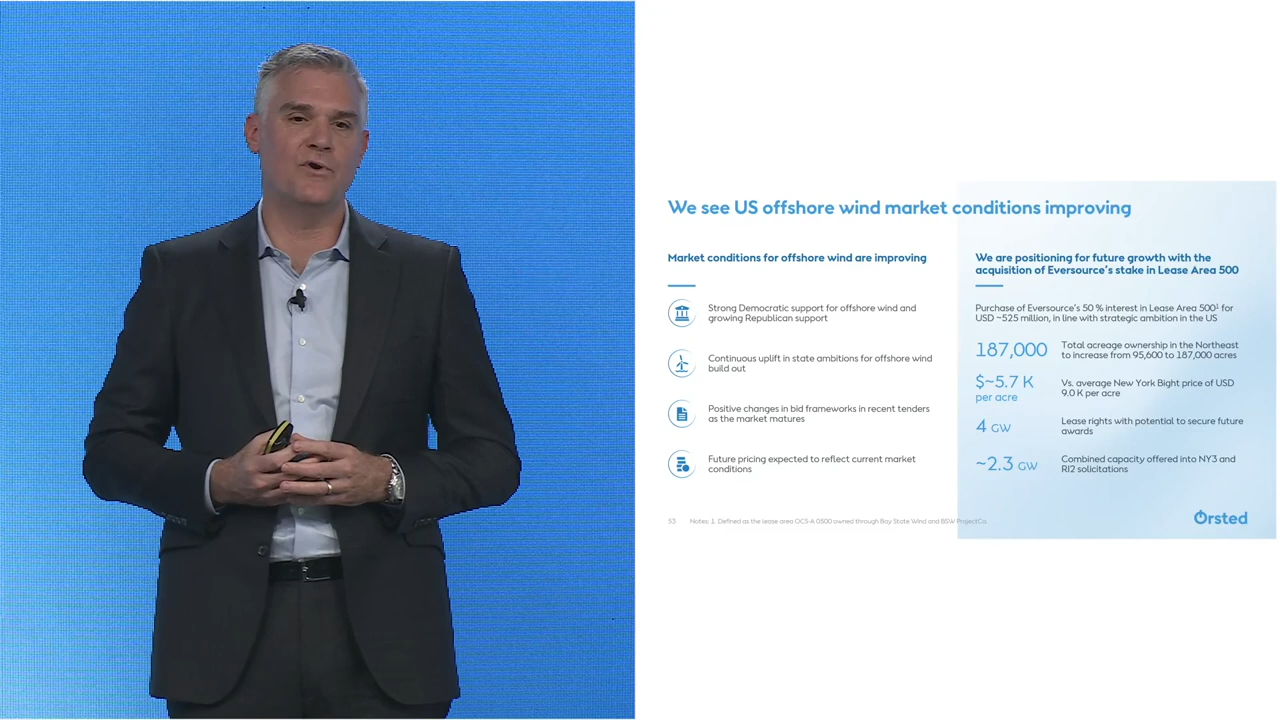 We see US offshore wind market conditions improving
Market conditions for offshore wind are improving
Strong Democratic support for offshore wind and
growing Republican support
Continuous uplift in state ambitions for offshore wind
build out
Positive changes in bid frameworks in recent tenders
as the market matures
Future pricing expected to reflect current market
conditions
We are positioning for future growth with the
acquisition of Eversource's stake in Lease Area 500
Purchase of Eversource's 50 % interest in Lease Area 500¹ for
USD ~525 million, in line with strategic ambition in the US
187,000
Total acreage ownership in the Northeast
to increase from 95,600 to 187,000 acres
$~5.7 K
per acre
Vs. average New York Bight price of USD
9.0 K per acre
4 GW
Lease rights with potential to secure future
awards
~2.3 GW
Combined capacity offered into NY3 and
RI2 solicitations
53 Notes: 1. Defined as the lease area OCS-A 0500 owned through Bay State Wind and BSW ProjectCo.
Ørsted